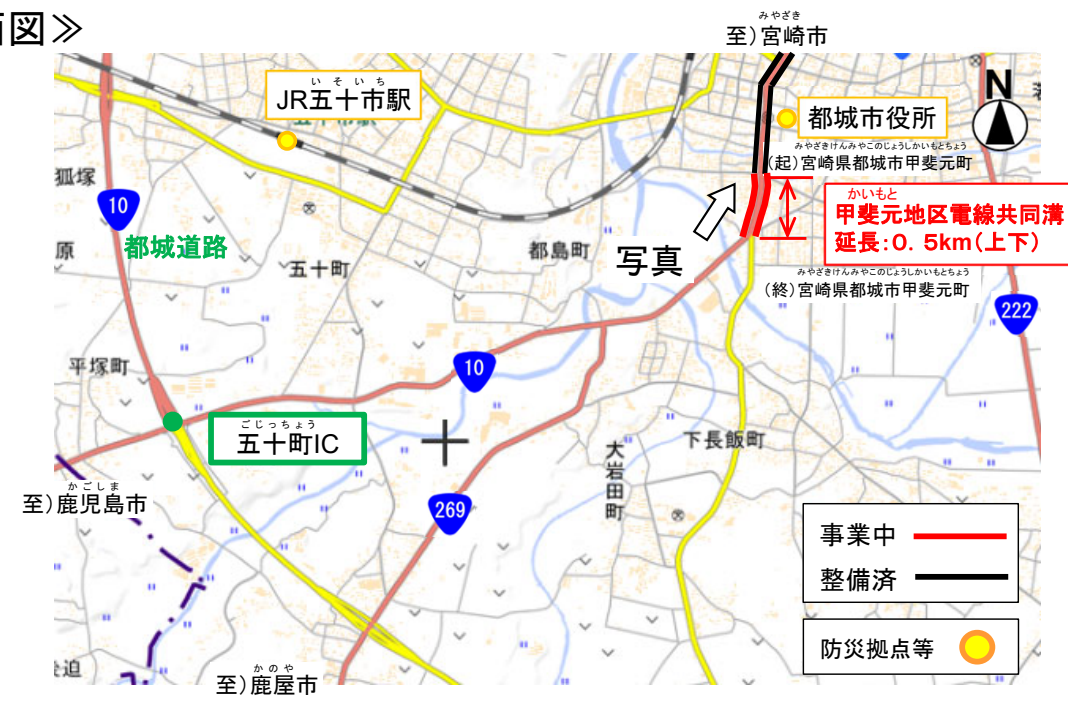 面図≫
みやざき
至)宮崎市
いそいち
JR五十市駅
N
都城市役所
みやざきけんみやこのじょうしかいもとちょう
(起)宮崎県都城市甲斐元町
狐塚
10
かいもと
甲斐元地区電線共同溝
延長:0.5km(上下)
原
都城道路
五十町
都島町
写真
みやざきけんみやこのじょうしかいもとちょう
(終)宮崎県都城市甲斐元町
222
平塚町
10
ごじっちょう
五十町IC
下長飯町
大岩田町
かごしま
至)鹿児島市
269
事業中
整備済
防災拠点等
迫
かのや
至)鹿屋市